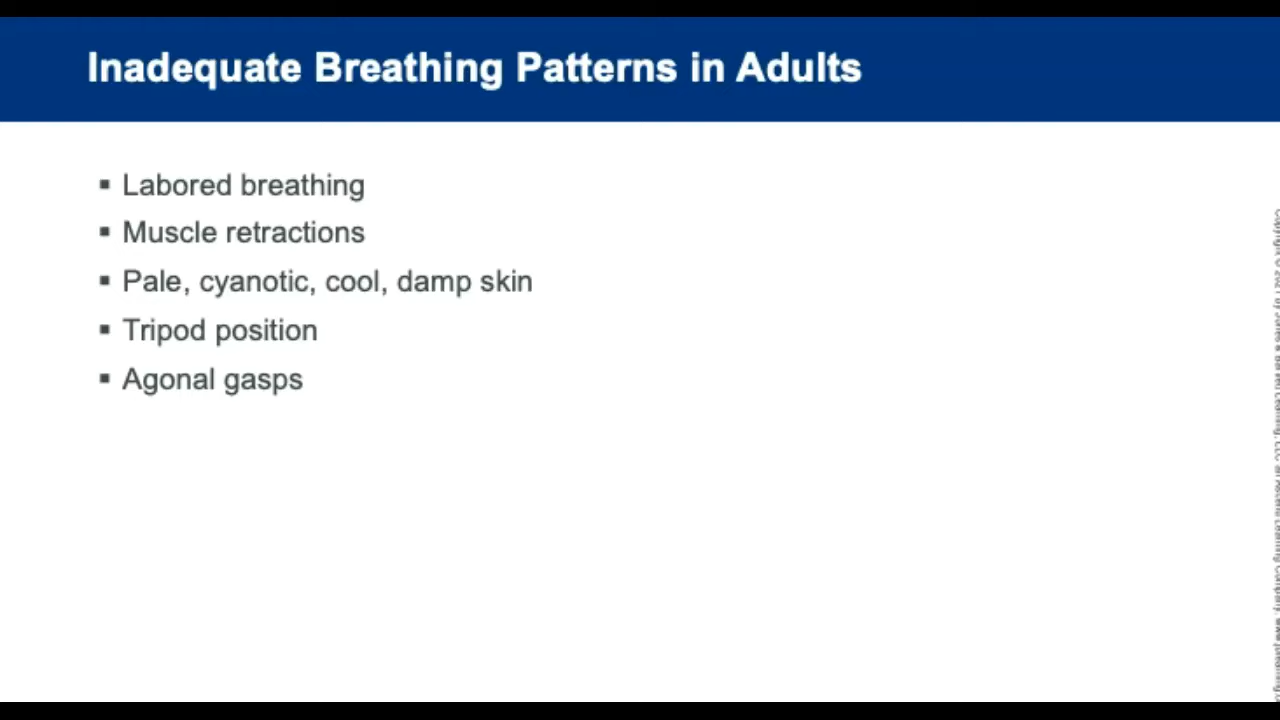 Inadequate Breathing Patterns in Adults
▪ Labored breathing
▪ Muscle retractions
▪ Pale, cyanotic, cool, damp skin
▪ Tripod position
▪ Agonal gasps